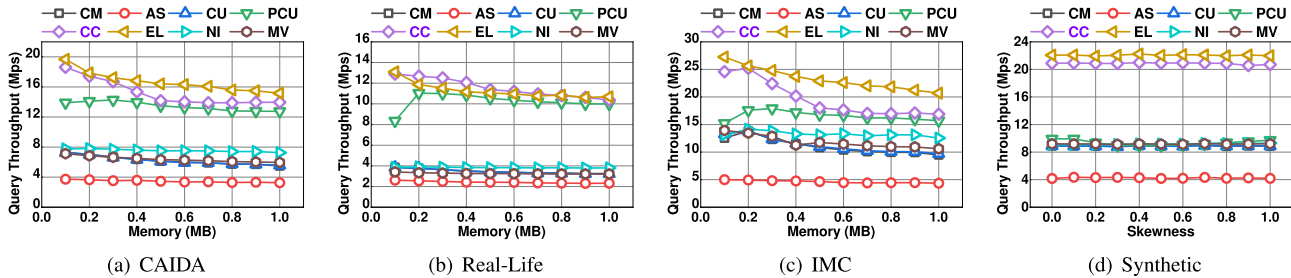 CM AS CU PCU
CC EL NI MV
Query Throughput (Mps)
20
16
12
8
4
0
0.0 0.2 0.4 0.6 0.8 1.0
Memory (MB)
(a) CAIDA
CM AS CU PCU
CC EL NI MV
Query Throughput (Mps)
16
14
12
10
8
6
4
2
0
0.0 0.2 0.4 0.6 0.8 1.0
Memory (MB)
(b) Real-Life
CM AS CU PCU
CC EL NI MV
Query Throughput (Mps)
30
25
20
15
10
5
0
0.0 0.2 0.4 0.6 0.8 1.0
Memory (MB)
(c) IMC
CM AS CU PCU
CC EL NI MV
Query Throughput (Mps)
24
20
16
12
8
4
0
0.0 0.2 0.4 0.6 0.8 1.0
Skewness
(d) Synthetic